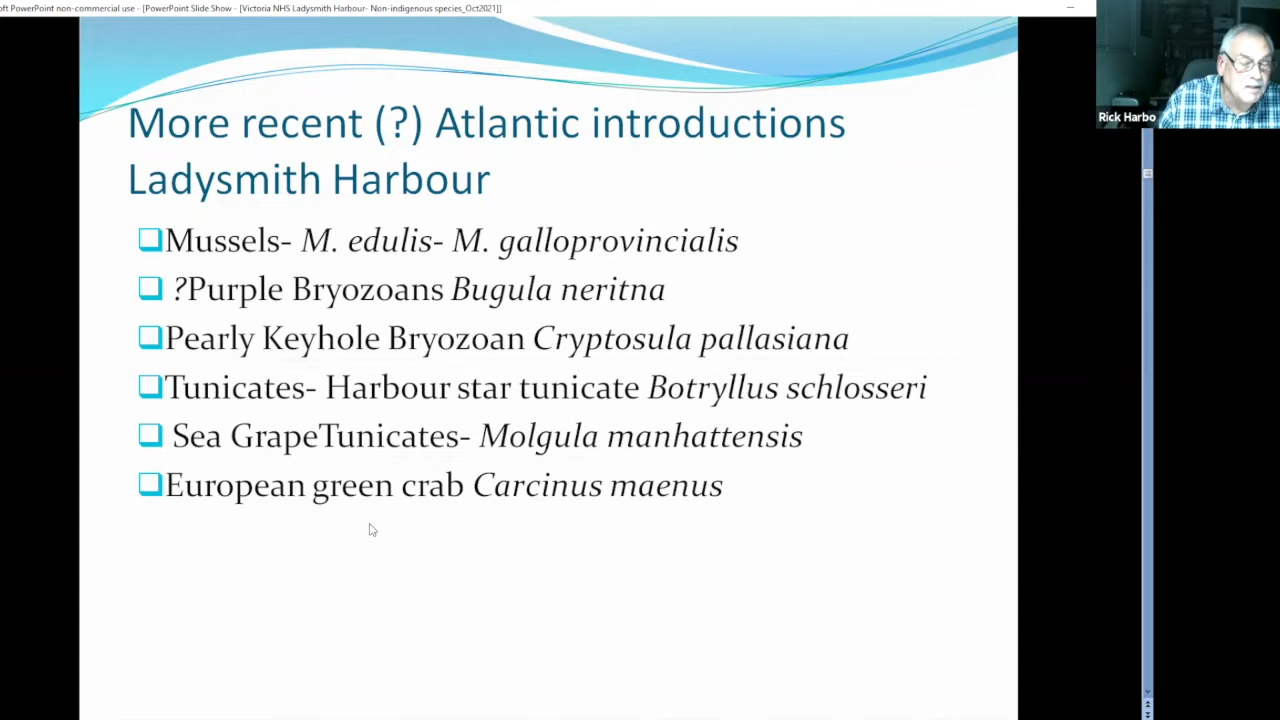 oft PowerPoint non-commercial use - [PowerPoint Slide Show - [Victoria NHS Ladysmith Harbour- Non-indigenous species_Oct2021]]
Rick Harbo
More recent (?) Atlantic introductions
Ladysmith Harbour
Mussels- M. edulis- M. galloprovincialis
?Purple Bryozoans Bugula neritna
Pearly Keyhole Bryozoan Cryptosula pallasiana
Tunicates- Harbour star tunicate Botryllus schlosseri
Sea GrapeTunicates- Molgula manhattensis
European green crab Carcinus maenus